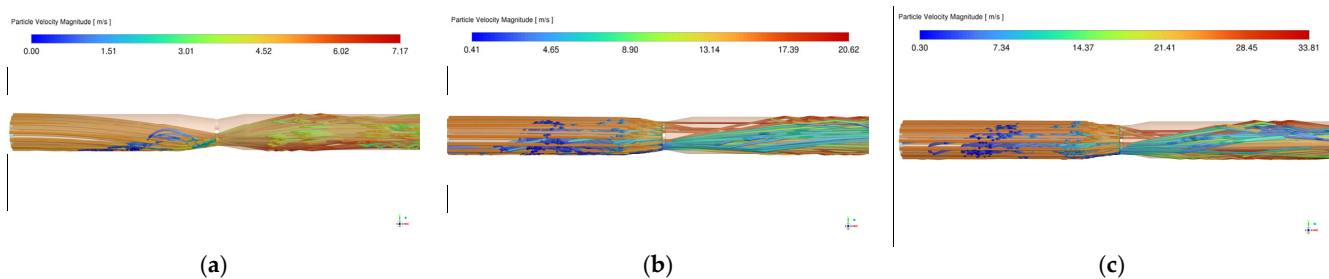 Particle Velocity Magnitude [ m/s ]
0.00 1.51 3.01 4.52 6.02 7.17
(a)
Particle Velocity Magnitude [ m/s ]
0.41 4.65 8.90 13.14 17.39 20.62
(b)
Particle Velocity Magnitude [ m/s ]
0.30 7.34 14.37 21.41 28.45 33.81
(c)